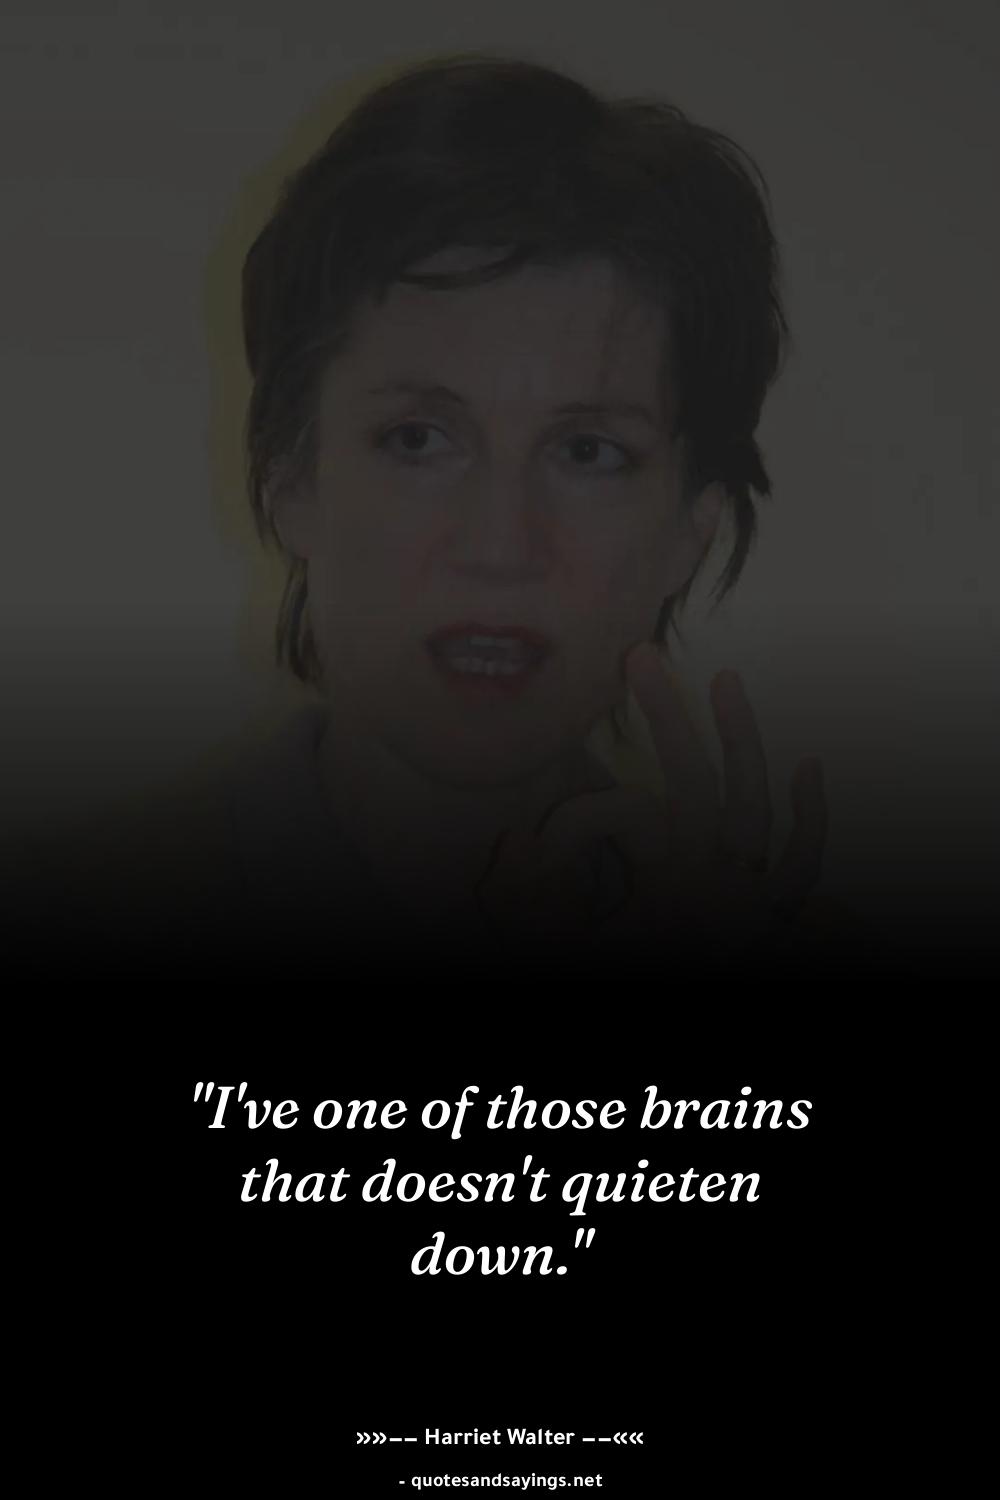 "I've one of those brains
that doesn't quieten
down."
»»−− Harriet Walter −−««
- quotesandsayings.net